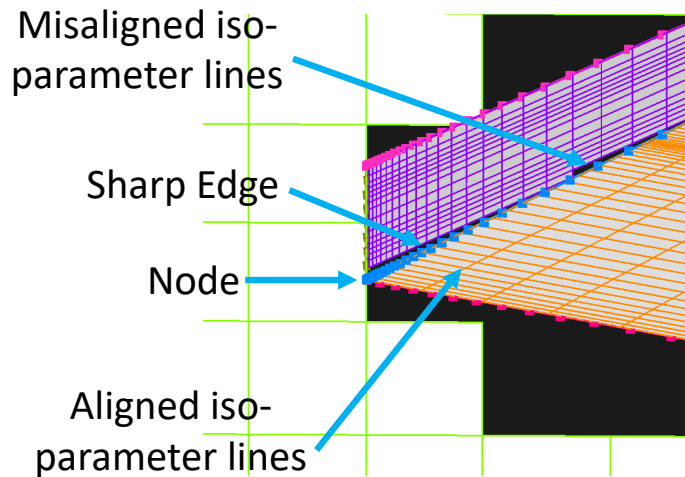 Misaligned iso-
parameter lines
Sharp Edge
Node
Aligned iso-
parameter lines